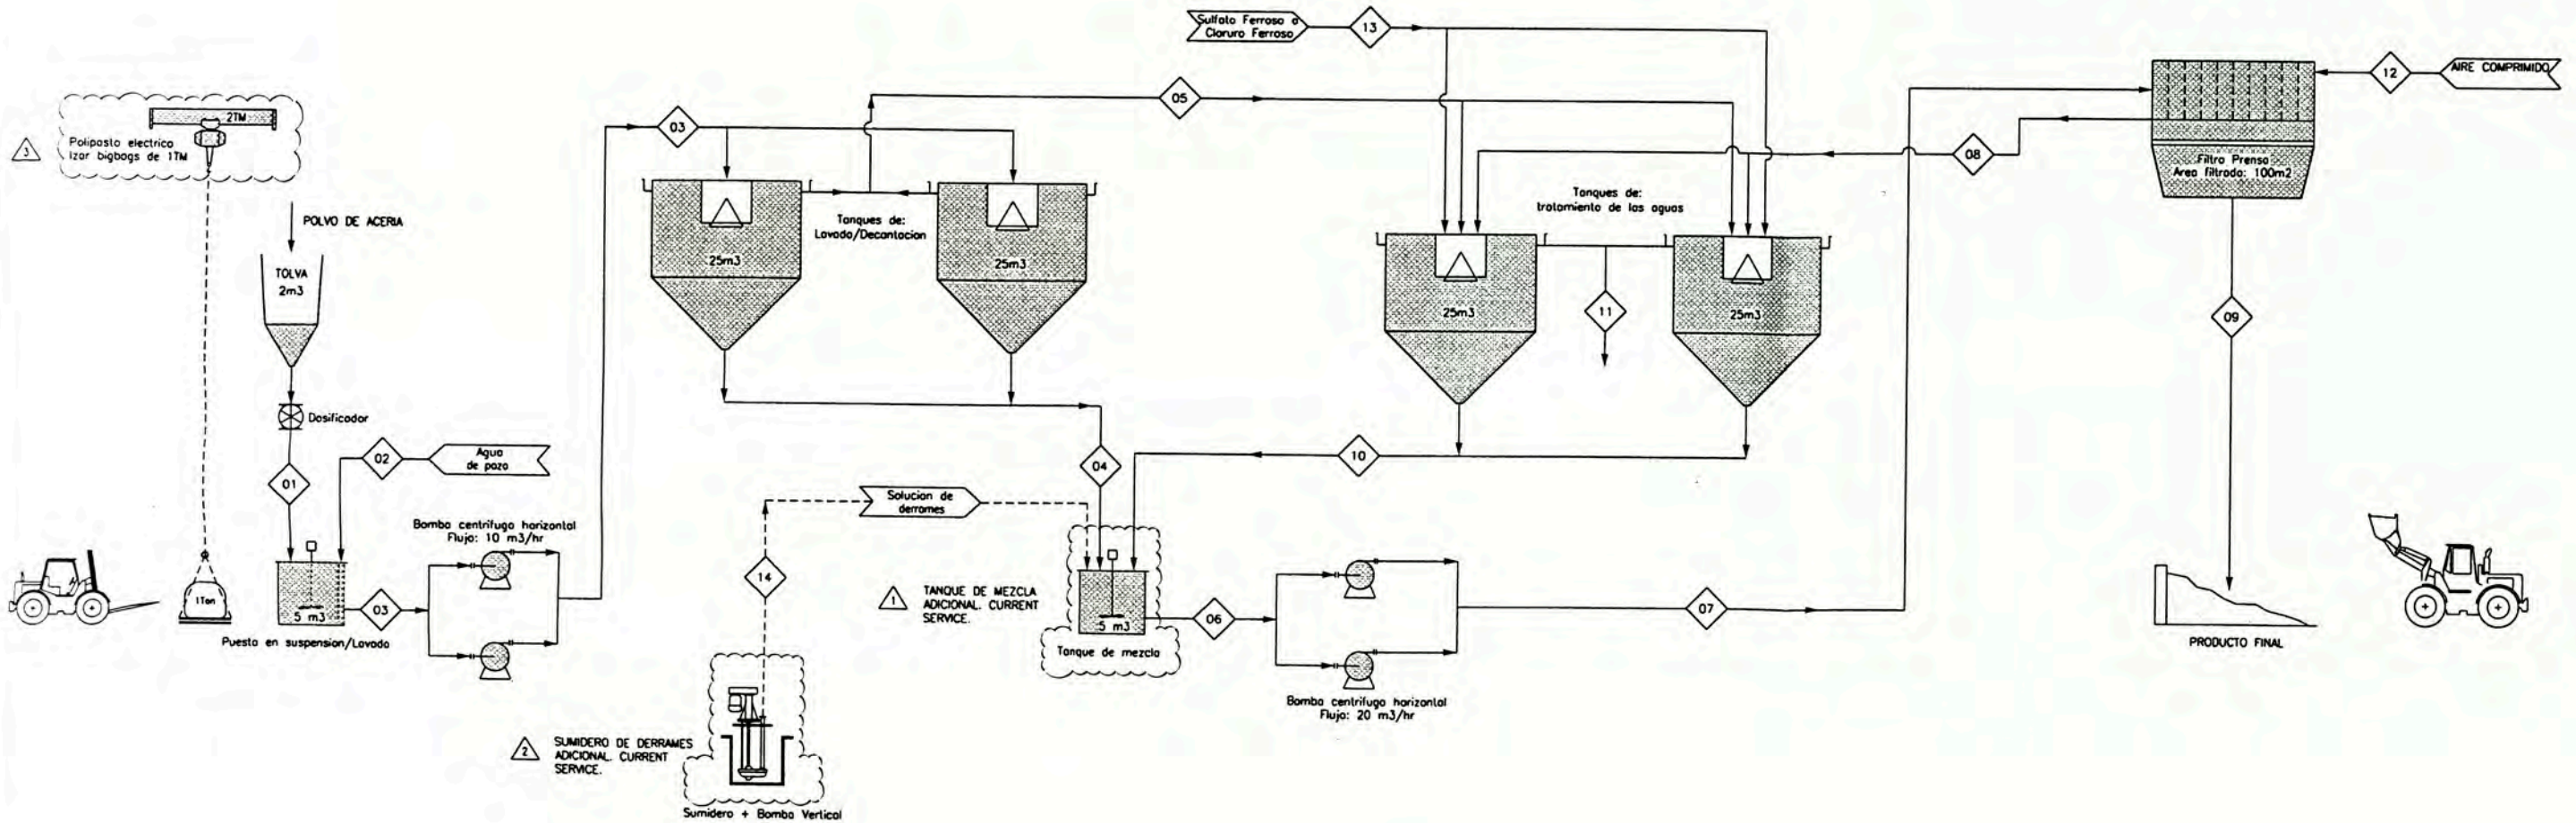 Sulfato Ferroso o
Cloruro Ferroso
13
12
AIRE COMPRIMIDO
05
03
08
2TM
3
Polipasto electrico
Izar bigbags de 1TM
Filtro Prensa
Area filtrado: 100m2
POLVO DE ACERIA
Tanques de:
Lavado/Decantacion
Tanques de:
tratamiento de las aguas
25m3
25m3
TOLVA
2m3
25m3
25m3
11
09
Dosificador
02
Agua
de pozo
01
04
10
Solucion de
derrames
Bomba centrifuga horizontal
Flujo: 10 m3/hr
14
1Ton
5 m3
03
Puesta en suspension/Lavado
1
TANQUE DE MEZCLA
ADICIONAL. CURRENT
SERVICE.
5 m3
Tanque de mezcla
06
07
Bomba centrifuga horizontal
Flujo: 20 m3/hr
PRODUCTO FINAL
2
SUMIDERO DE DERRAMES
ADICIONAL. CURRENT
SERVICE.
Sumidero + Bomba Vertical